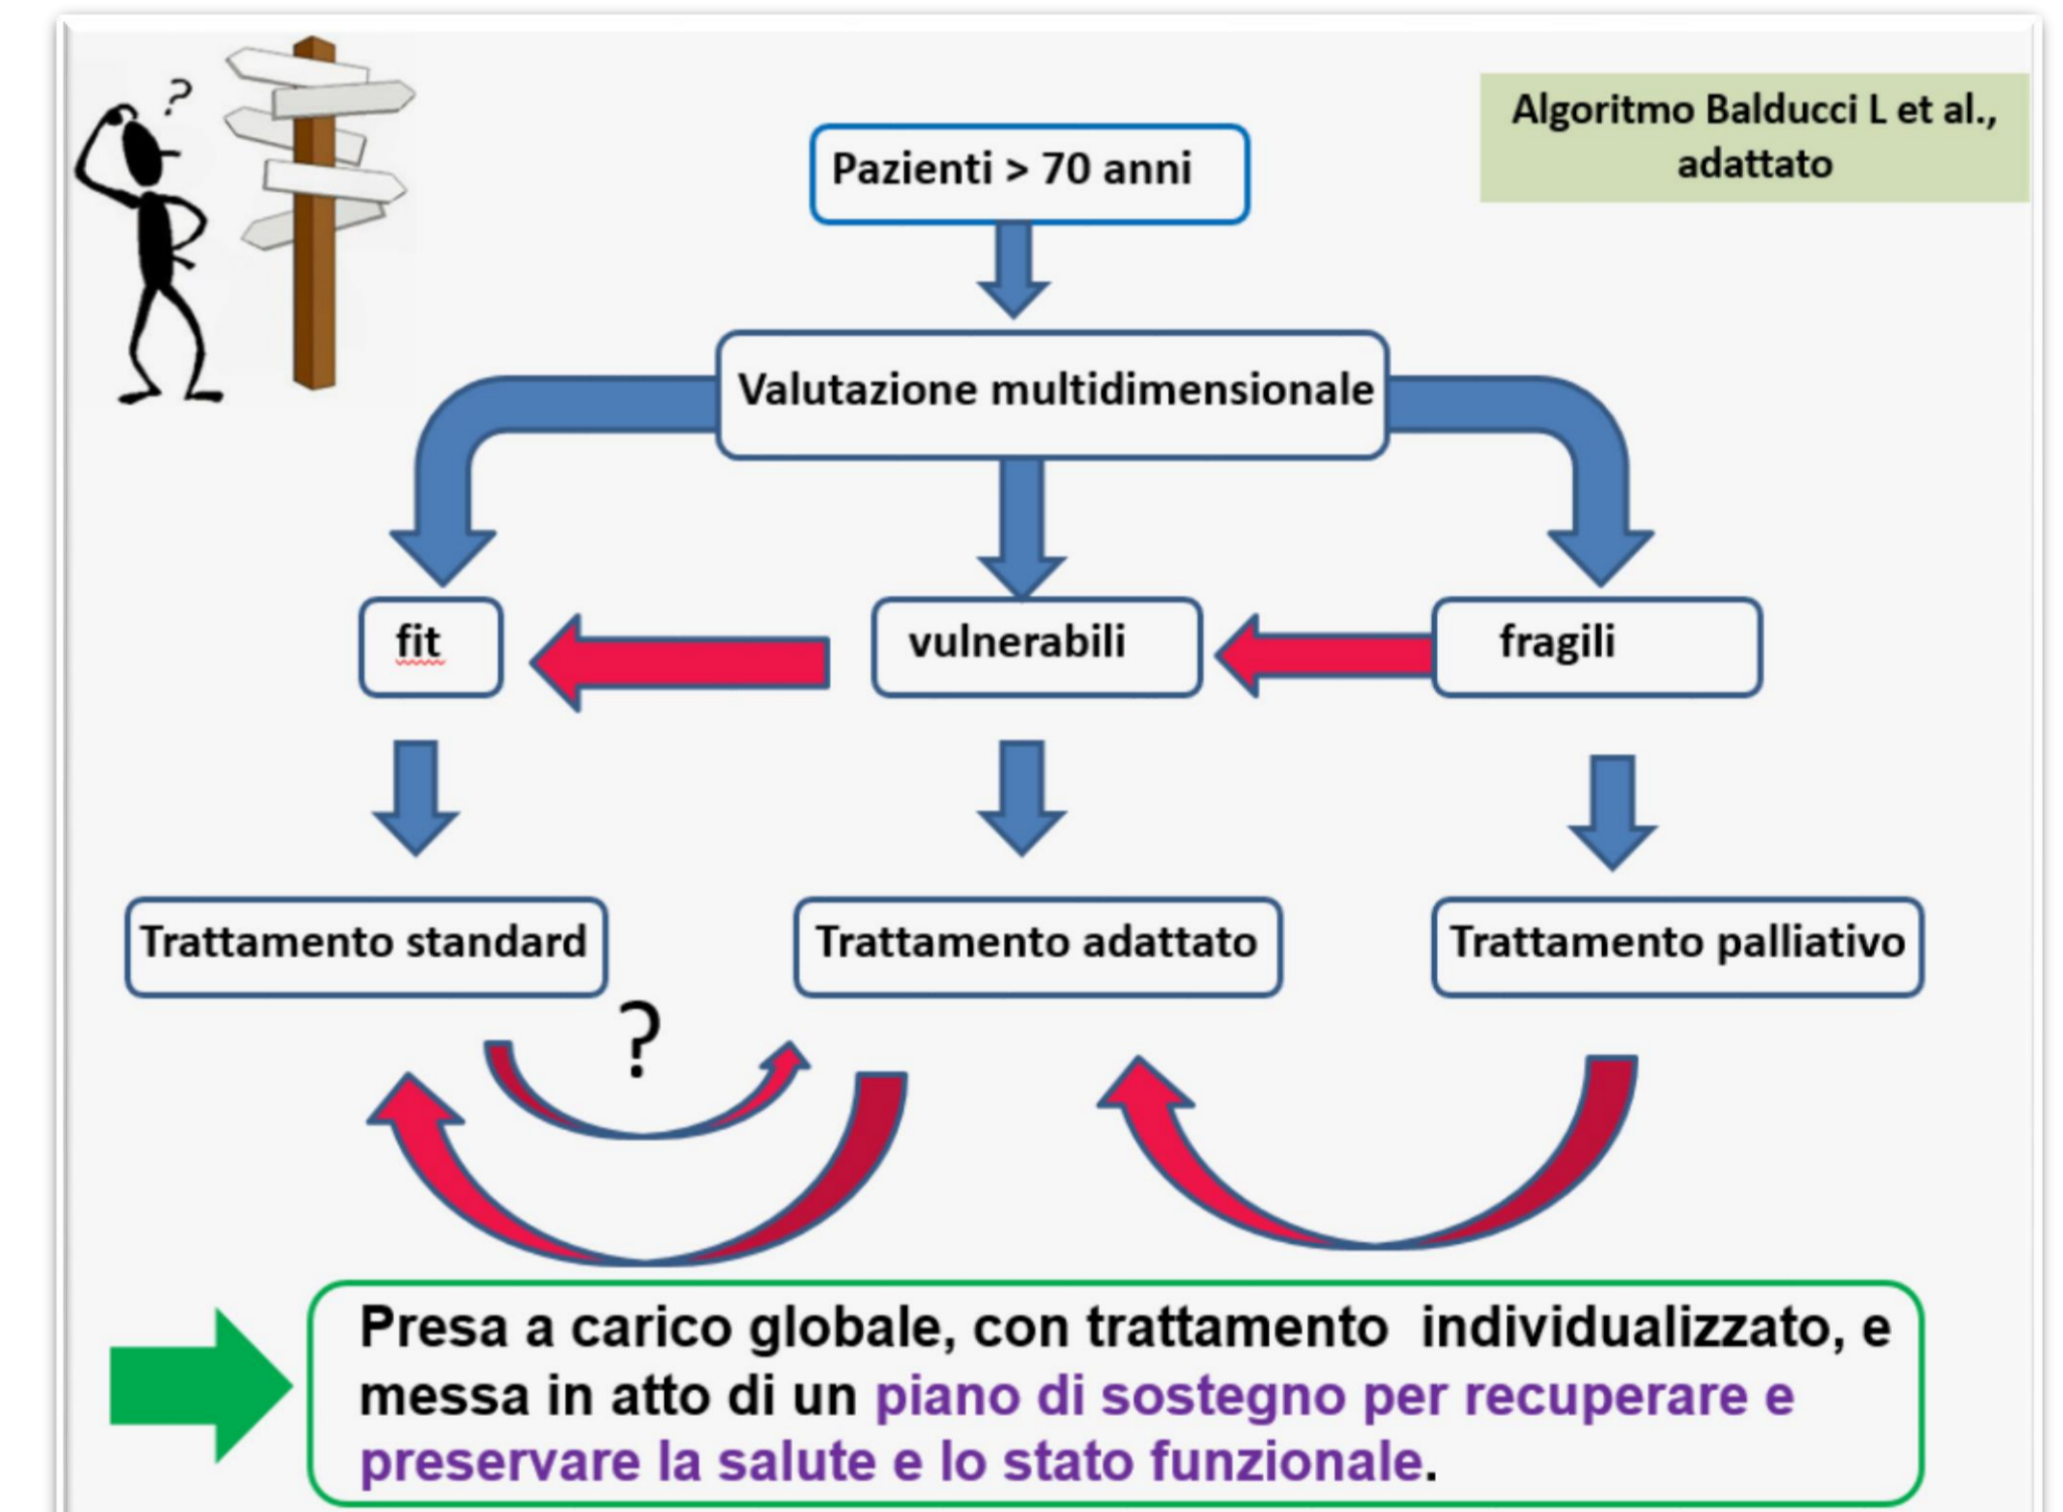 ?
Algoritmo Balducci L et al.,
adattato
Pazienti > 70 anni
Valutazione multidimensionale
fit
vulnerabili
fragili
Trattamento standard
Trattamento adattato
Trattamento palliativo
?
Presa a carico globale, con trattamento individualizzato, e
messa in atto di un piano di sostegno per recuperare e
preservare la salute e lo stato funzionale.